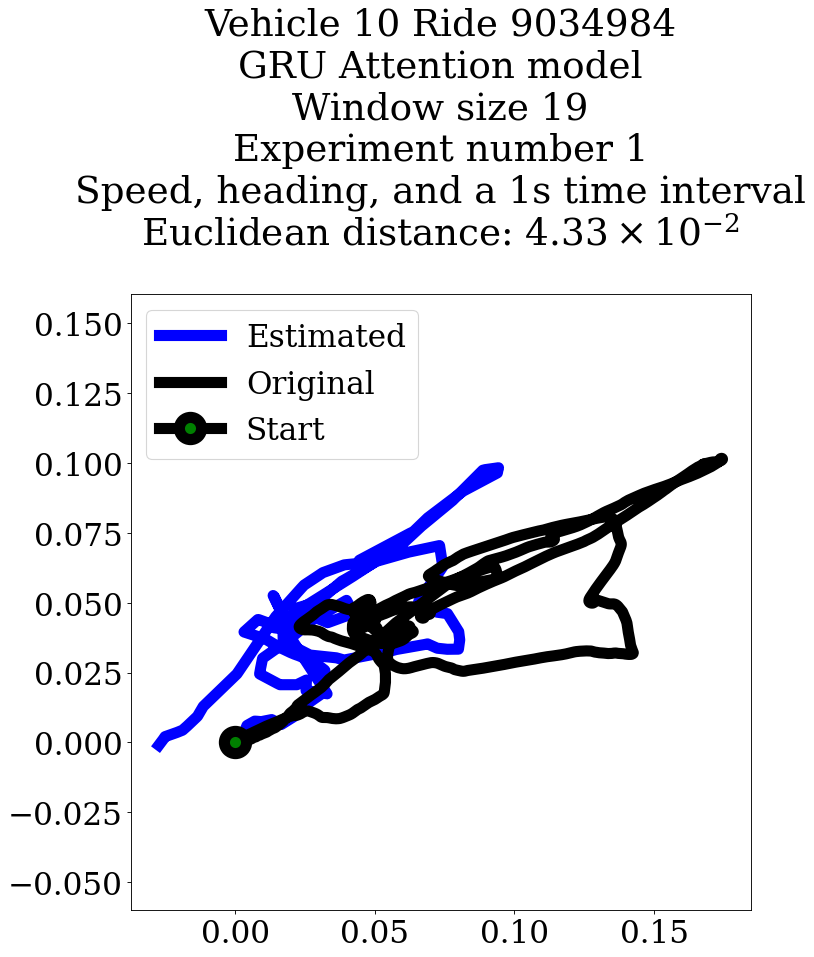 Vehicle 10 Ride 9034984
GRU Attention model
Window size 19
Experiment number 1
Speed, heading, and a 1s time interval
Euclidean distance: 4.33 × 10⁻²
Estimated
Original
Start
0.150
0.125
0.100
0.075
0.050
0.025
0.000
−0.025
−0.050
0.00 0.05 0.10 0.15